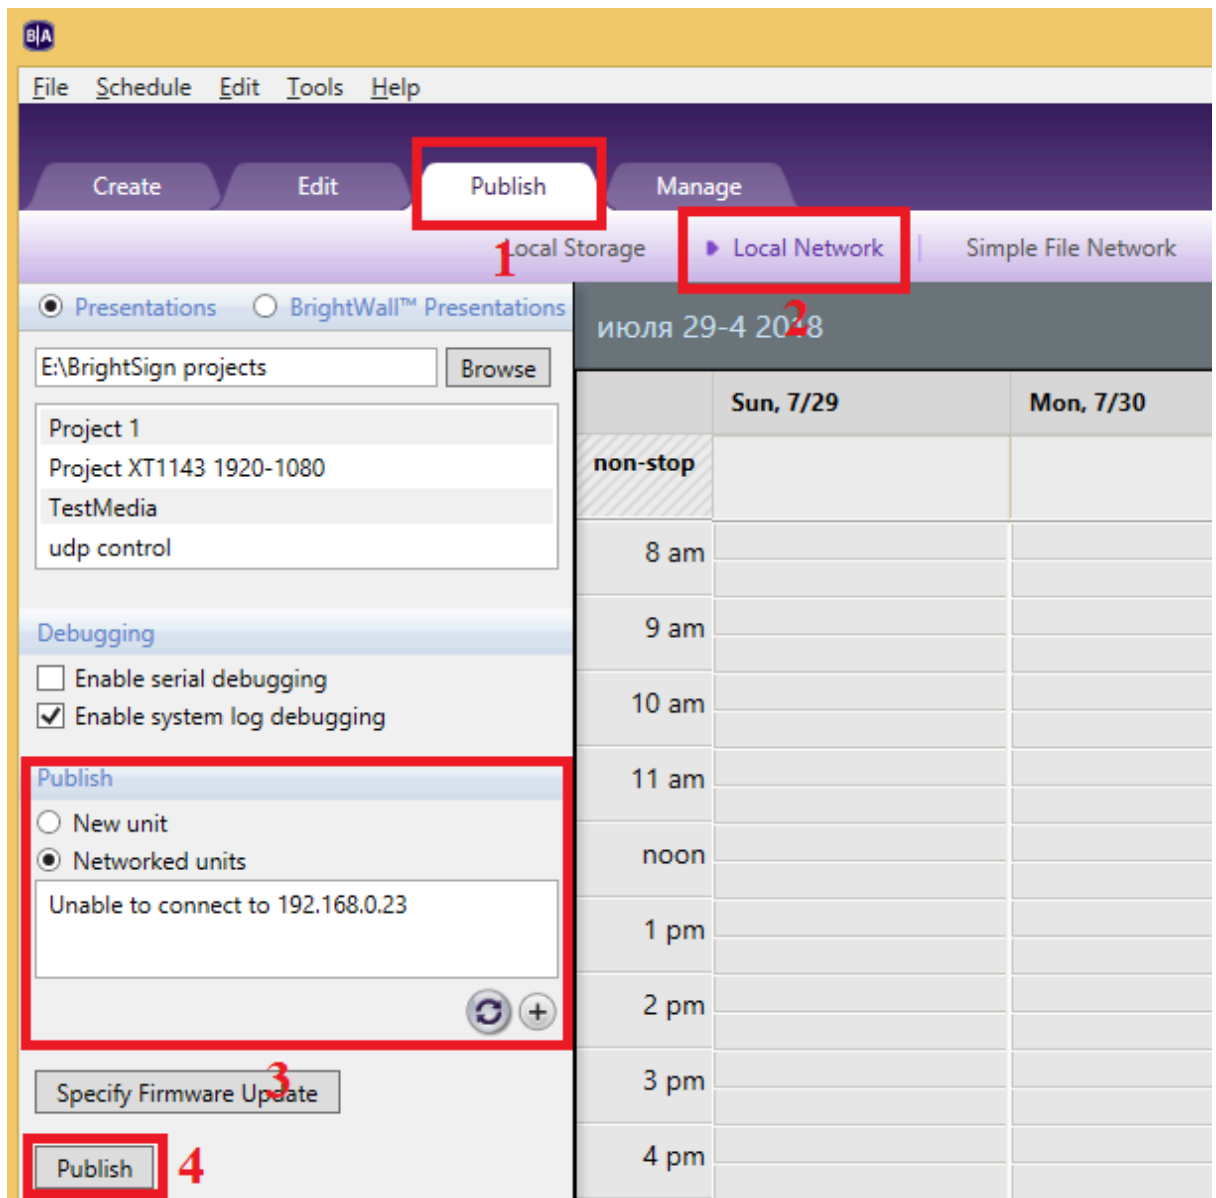 B|A
File Schedule Edit Tools Help
Create Edit Publish Manage
1 Local Storage Local Network Simple File Network
2
Presentations BrightWall™ Presentations
июля 29-4 2018
E:\BrightSign projects Browse
Sun, 7/29 Mon, 7/30
Project 1
Project XT1143 1920-1080
TestMedia
udp control
non-stop
8 am
9 am
10 am
11 am
noon
1 pm
2 pm
3 pm
4 pm
Debugging
Enable serial debugging
Enable system log debugging
Publish
New unit
Networked units
Unable to connect to 192.168.0.23
3
Specify Firmware Update
Publish 4